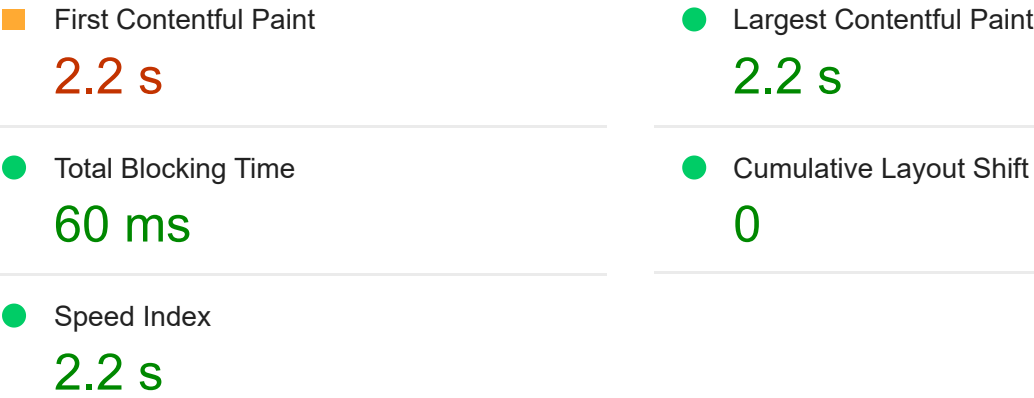 First Contentful Paint
2.2 s
Largest Contentful Paint
2.2 s
Total Blocking Time
60 ms
Cumulative Layout Shift
0
Speed Index
2.2 s